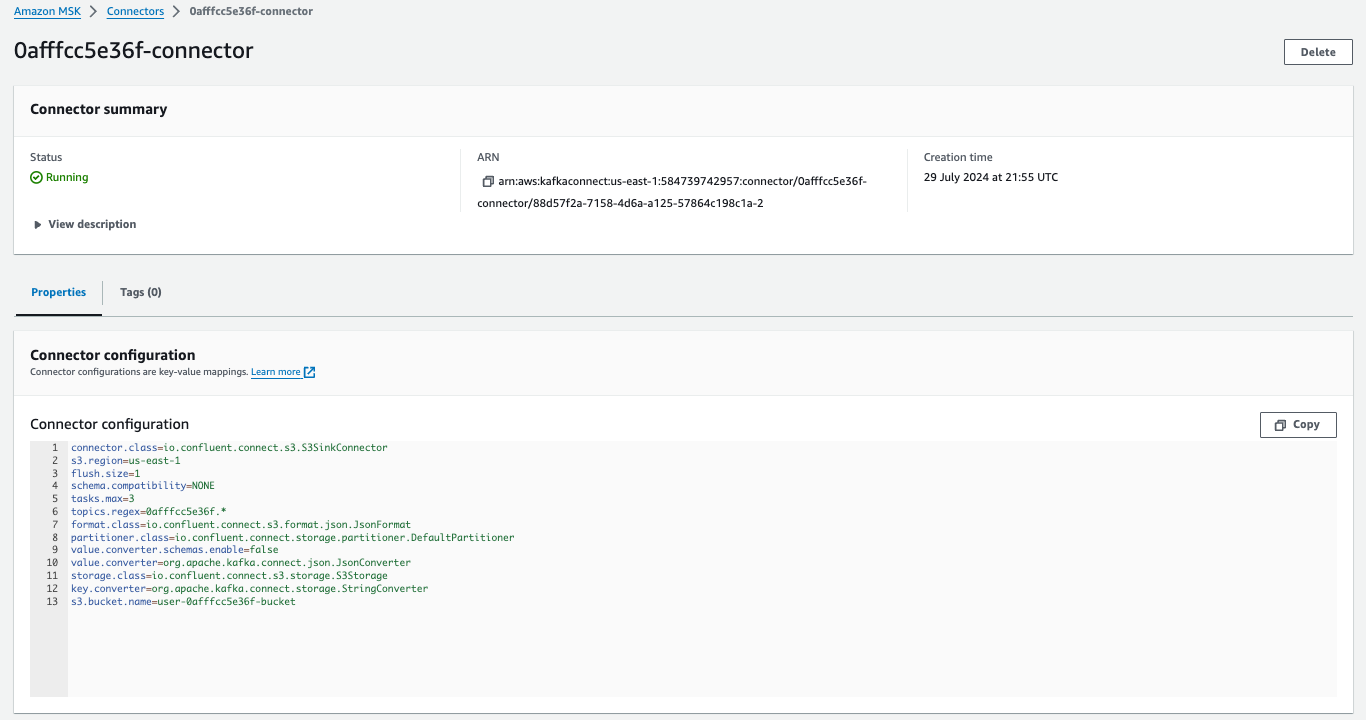 Amazon MSK > Connectors > 0afffcc5e36f-connector
0afffcc5e36f-connector
Delete
Connector summary
Status
Running
View description
ARN
arn:aws:kafkaconnect:us-east-1:584739742957:connector/0afffcc5e36f-
connector/88d57f2a-7158-4d6a-a125-57864c198c1a-2
Creation time
29 July 2024 at 21:55 UTC
Properties
Tags (0)
Connector configuration
Connector configurations are key-value mappings. Learn more
Connector configuration
Copy
1 connector.class=io.confluent.connect.s3.S3SinkConnector
2 s3.region=us-east-1
3 flush.size=1
4 schema.compatibility=NONE
5 tasks.max=3
6 topics.regex=0afffcc5e36f.*
7 format.class=io.confluent.connect.s3.format.json.JsonFormat
8 partitioner.class=io.confluent.connect.storage.partitioner.DefaultPartitioner
9 value.converter.schemas.enable=false
10 value.converter=org.apache.kafka.connect.json.JsonConverter
11 storage.class=io.confluent.connect.s3.storage.S3Storage
12 key.converter=org.apache.kafka.connect.storage.StringConverter
13 s3.bucket.name=user-0afffcc5e36f-bucket